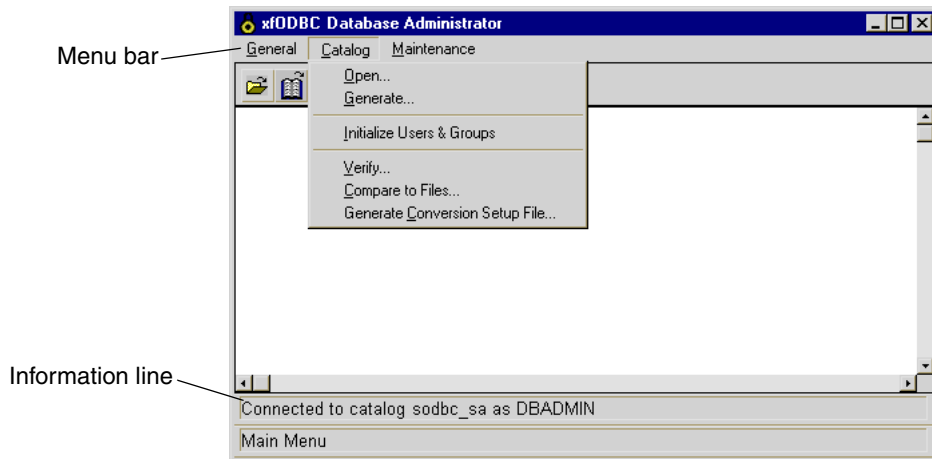 xfODBC Database Administrator
Menu bar
General Catalog Maintenance
Open...
Generate...
Initialize Users & Groups
Verify...
Compare to Files...
Generate Conversion Setup File...
Information line
Connected to catalog sodbc_sa as DBADMIN
Main Menu